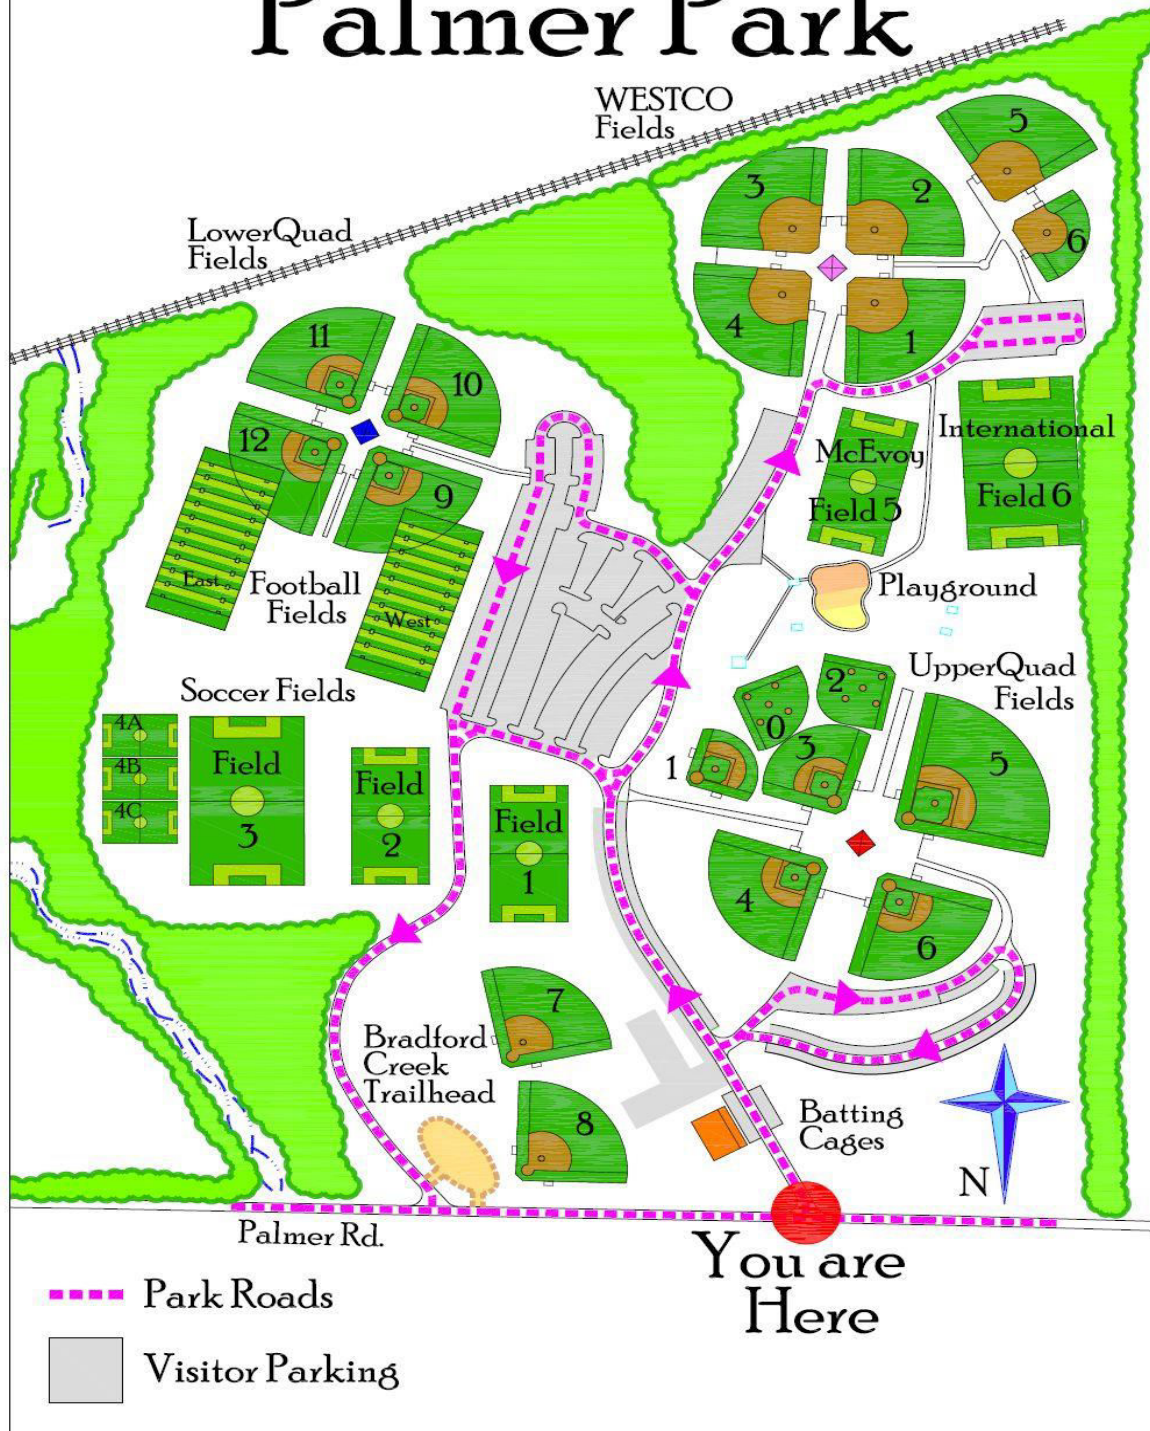 Palmer Park
WESTCO
Fields
5
3
2
6
4
1
LowerQuad
Fields
11
10
12
9
International
McEvoy
Field 5
Field 6
East
Football
Fields
West
Playground
UpperQuad
Fields
Soccer Fields
2
0
3
1
5
4
6
4A
4B
4C
Field
3
Field
2
Field
1
7
8
Bradford
Creek
Trailhead
Batting
Cages
N
Palmer Rd.
You are
Here
Park Roads
Visitor Parking